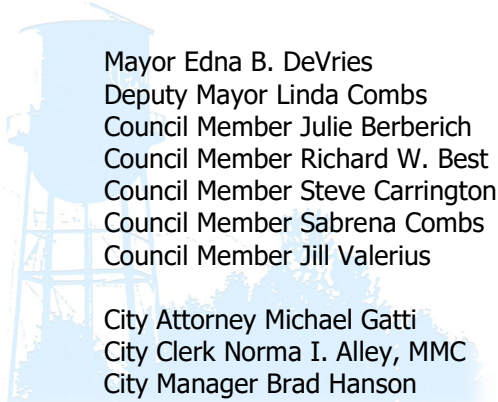 Mayor Edna B. DeVries
Deputy Mayor Linda Combs
Council Member Julie Berberich
Council Member Richard W. Best
Council Member Steve Carrington
Council Member Sabrena Combs
Council Member Jill Valerius
City Attorney Michael Gatti
City Clerk Norma I. Alley, MMC
City Manager Brad Hanson